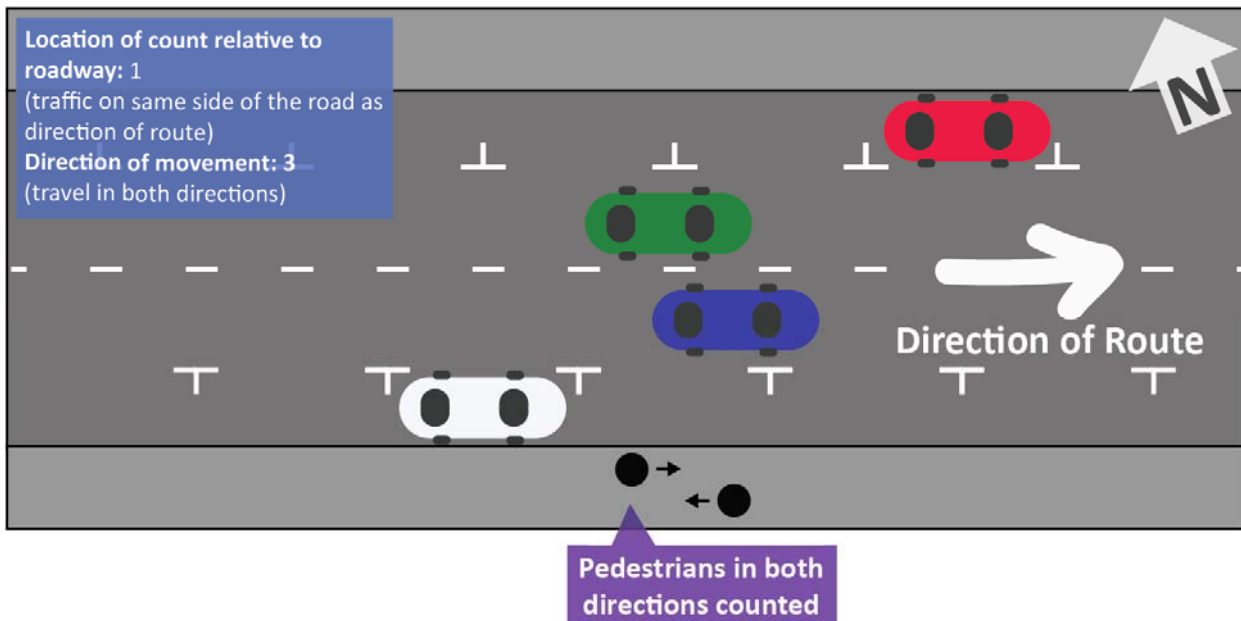 Location of count relative to
roadway: 1
(traffic on same side of the road as
direction of route)
Direction of movement: 3
(travel in both directions)
N
Direction of Route
Pedestrians in both
directions counted